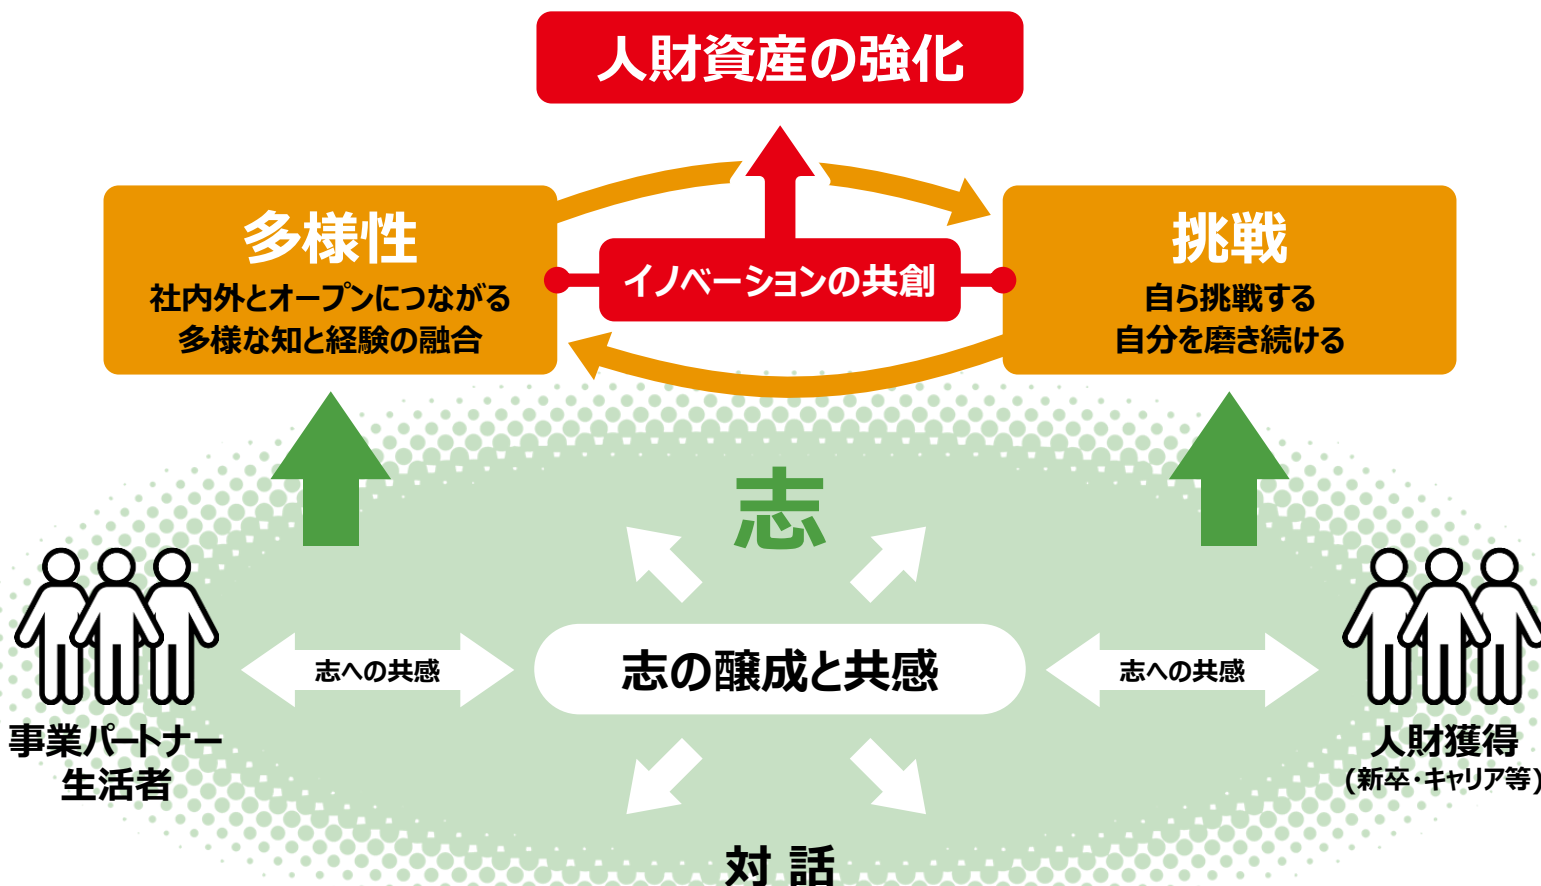 人財資産の強化
多様性
社内外とオープンにつながる
多様な知と経験の融合
イノベーションの共創
挑戦
自ら挑戦する
自分を磨き続ける
志
志への共感
志の醸成と共感
志への共感
事業パートナー
生活者
人財獲得
(新卒・キャリア等)
対話